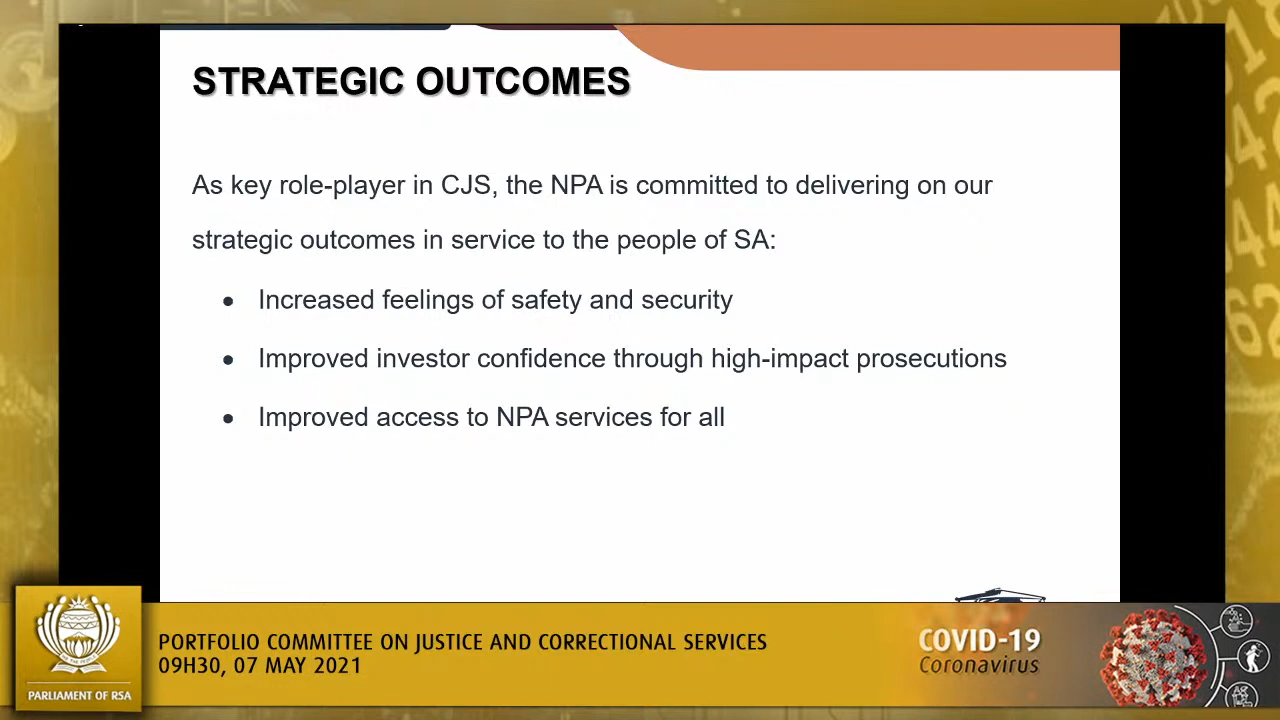 STRATEGIC OUTCOMES
As key role-player in CJS, the NPA is committed to delivering on our
strategic outcomes in service to the people of SA:
• Increased feelings of safety and security
• Improved investor confidence through high-impact prosecutions
• Improved access to NPA services for all
PORTFOLIO COMMITTEE ON JUSTICE AND CORRECTIONAL SERVICES
09H30, 07 MAY 2021
PARLIAMENT OF RSA
COVID-19
Coronavirus